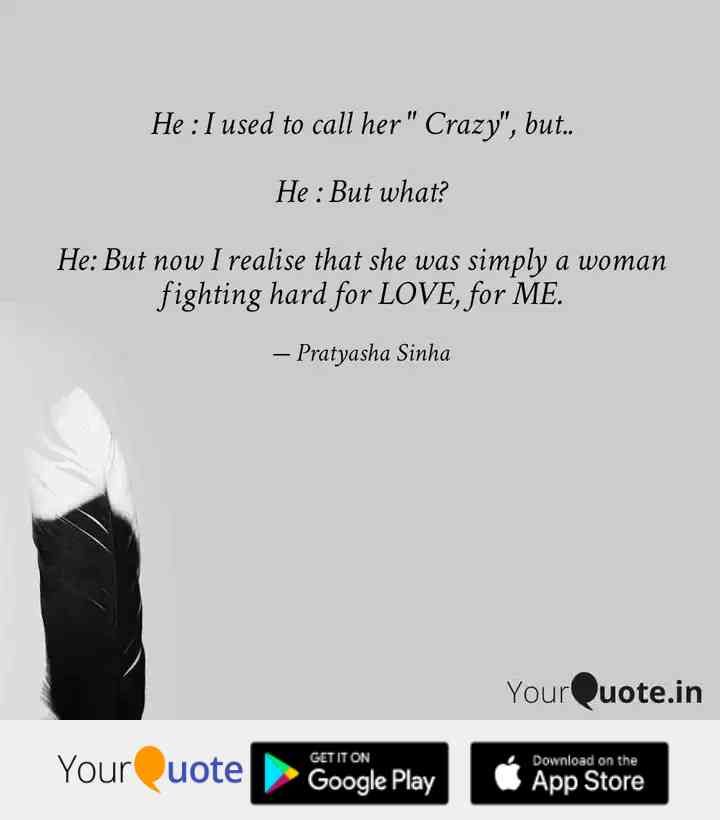 He : I used to call her " Crazy", but..
He : But what?
He: But now I realise that she was simply a woman
fighting hard for LOVE, for ME.
— Pratyasha Sinha
YourQuote.in
YourQuote
GET IT ON
Google Play
Download on the
App Store